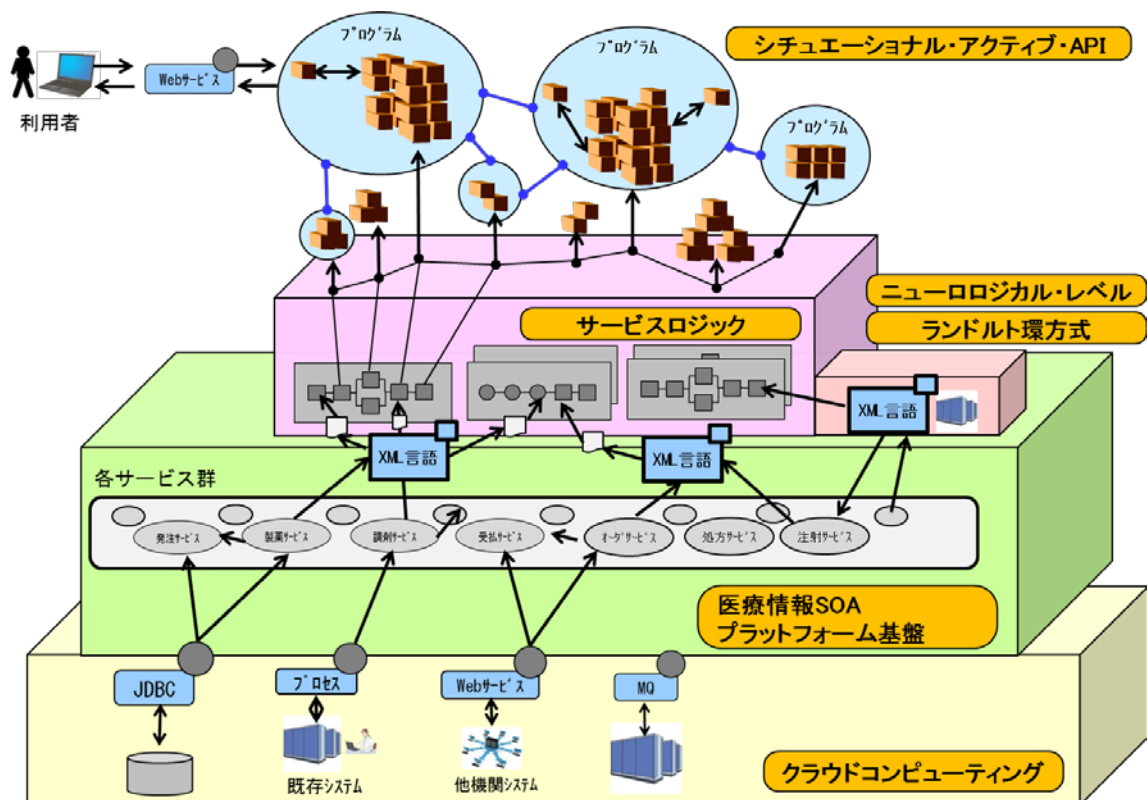 ﾌﾟﾛｸﾞﾗﾑ
ﾌﾟﾛｸﾞﾗﾑ
シチュエーショナル・アクティブ・API
Webｻｰﾋﾞｽ
利用者
ﾌﾟﾛｸﾞﾗﾑ
ニューロロジカル・レベル
サービスロジック
ランドルト環方式
XML言語
XML言語
XML言語
各サービス群
発注ｻｰﾋﾞｽ
製薬ｻｰﾋﾞｽ
調剤ｻｰﾋﾞｽ
受払ｻｰﾋﾞｽ
ｵｰﾀﾞｻｰﾋﾞｽ
処方ｻｰﾋﾞｽ
注射ｻｰﾋﾞｽ
医療情報SOA
プラットフォーム基盤
JDBC
ﾌﾟﾛｾｽ
Webｻｰﾋﾞｽ
MQ
既存ｼｽﾃﾑ
他機関ｼｽﾃﾑ
クラウドコンピューティング